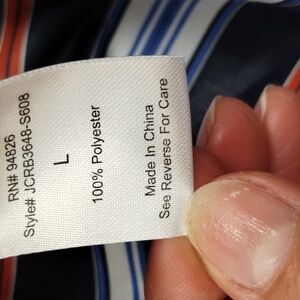 RN# 94826
Style# JCRB3648-S608
L
100% Polyester
Made In China
See Reverse For Care